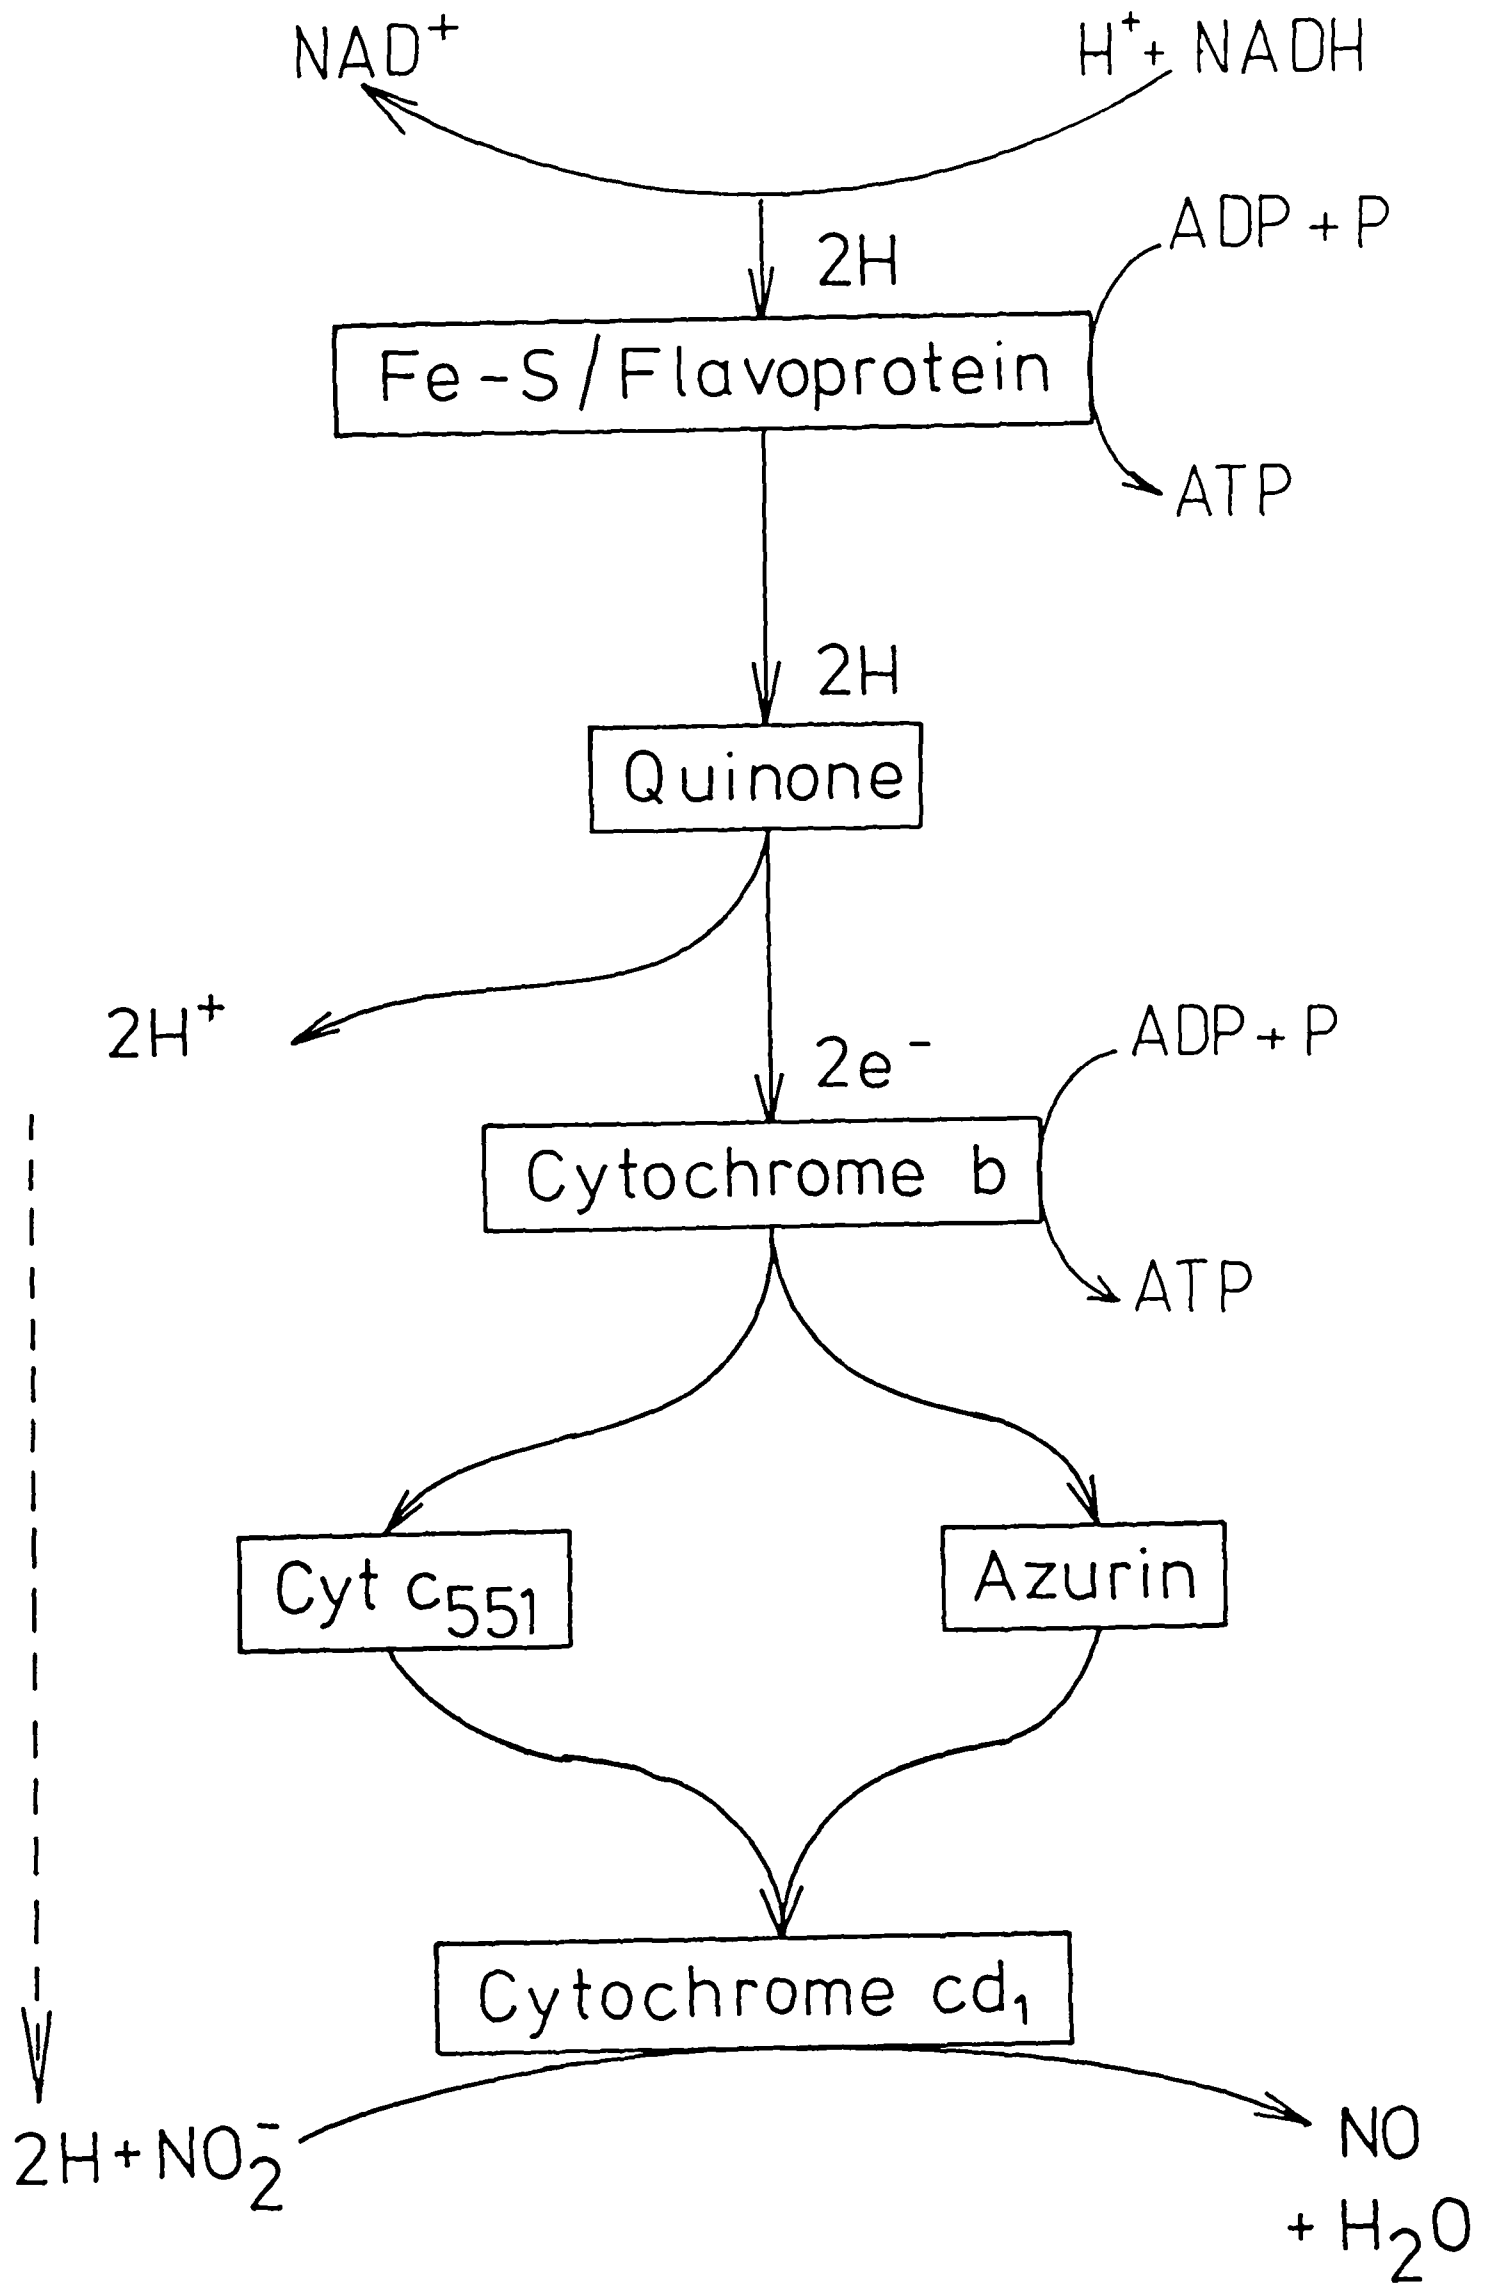 NAD⁺
H⁺+ NADH
2H
ADP + P
Fe-S/Flavoprotein
ATP
2H
Quinone
2H⁺
2e⁻
ADP + P
Cytochrome b
ATP
Cyt c₅₅₁
Azurin
Cytochrome cd₁
2H+NO₂⁻
NO
+ H₂O